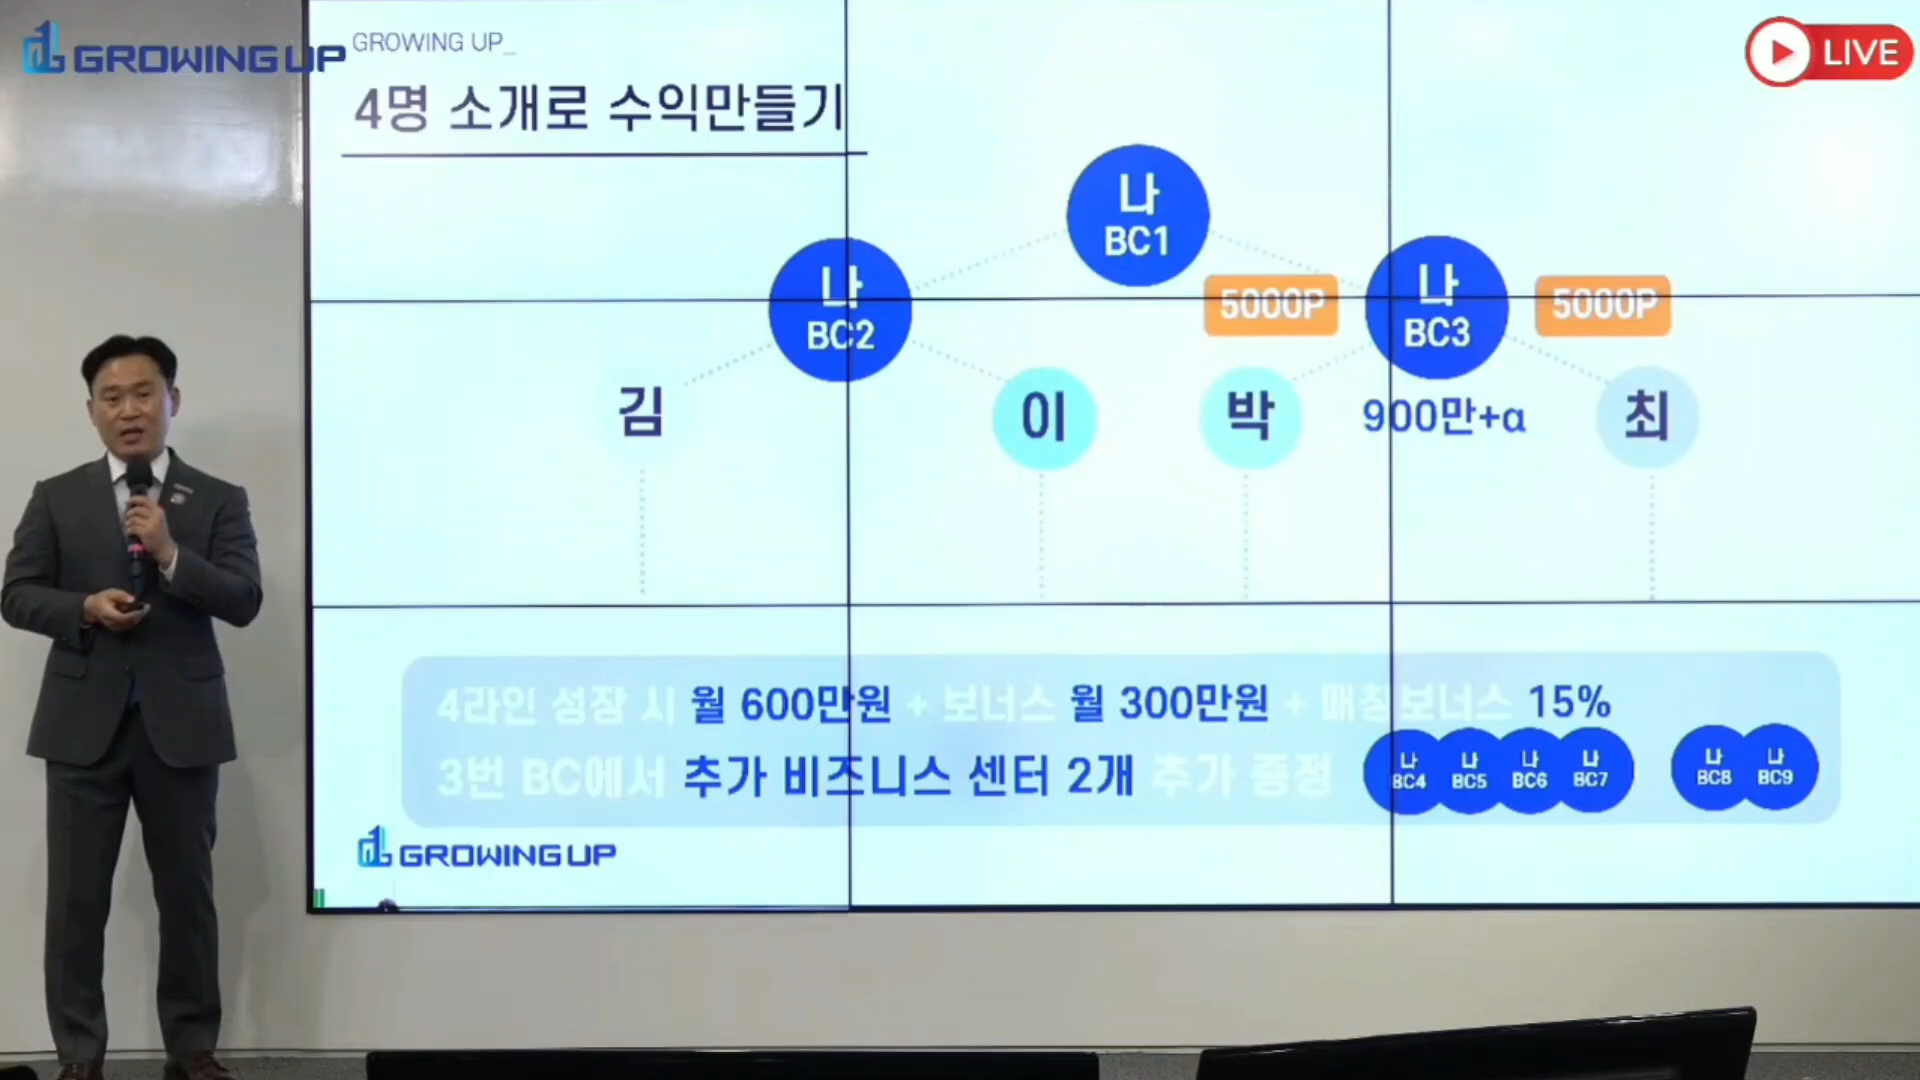 GROWING UP
GROWING UP_
LIVE
4명 소개로 수익만들기
나
BC1
나
BC2
5000P
나
BC3
5000P
김
이
박
900만+α
최
4라인 성장 시 월 600만원 + 보너스 월 300만원 + 매칭보너스 15%
3번 BC에서 추가 비즈니스 센터 2개 추가 증정
나
BC4
나
BC5
나
BC6
나
BC7
나
BC8
나
BC9
GROWING UP